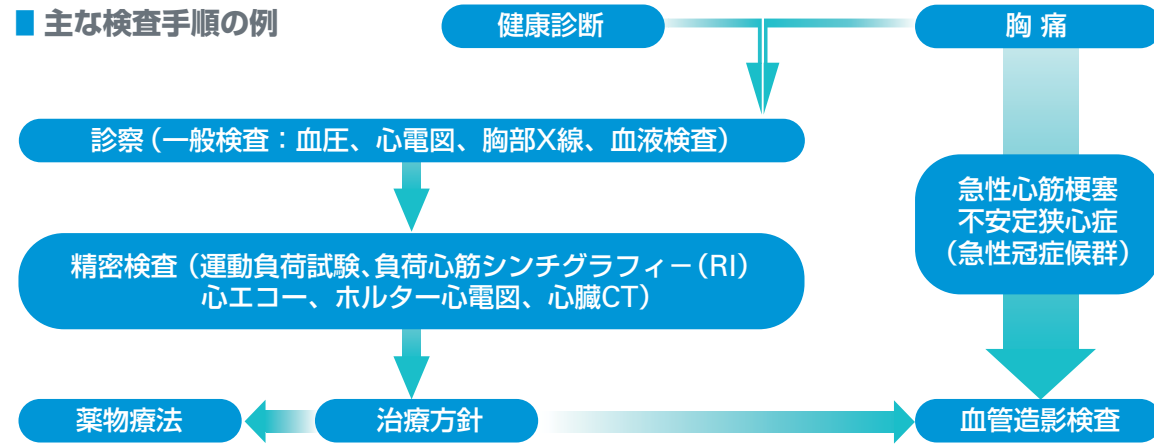 ■ 主な検査手順の例
健康診断
胸 痛
診察（一般検査：血圧、心電図、胸部X線、血液検査）
急性心筋梗塞
不安定狭心症
（急性冠症候群）
精密検査（運動負荷試験、負荷心筋シンチグラフィー（RI）
心エコー、ホルター心電図、心臓CT）
薬物療法
治療方針
血管造影検査